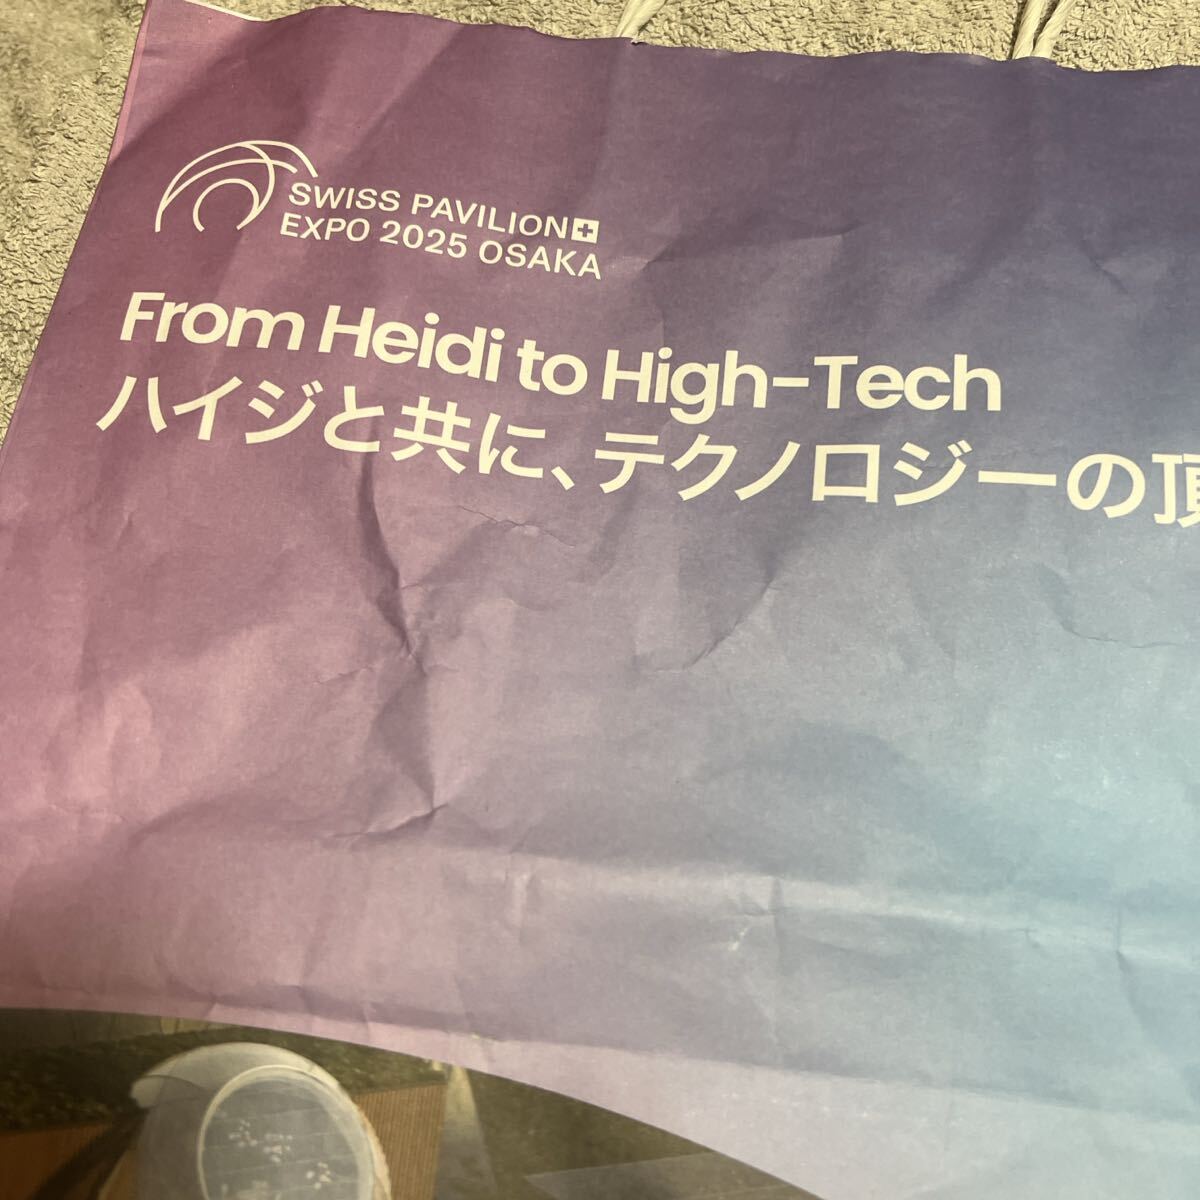 SWISS PAVILION
EXPO 2025 OSAKA
From Heidi to High-Tech
ハイジと共に、テクノロジーの頂